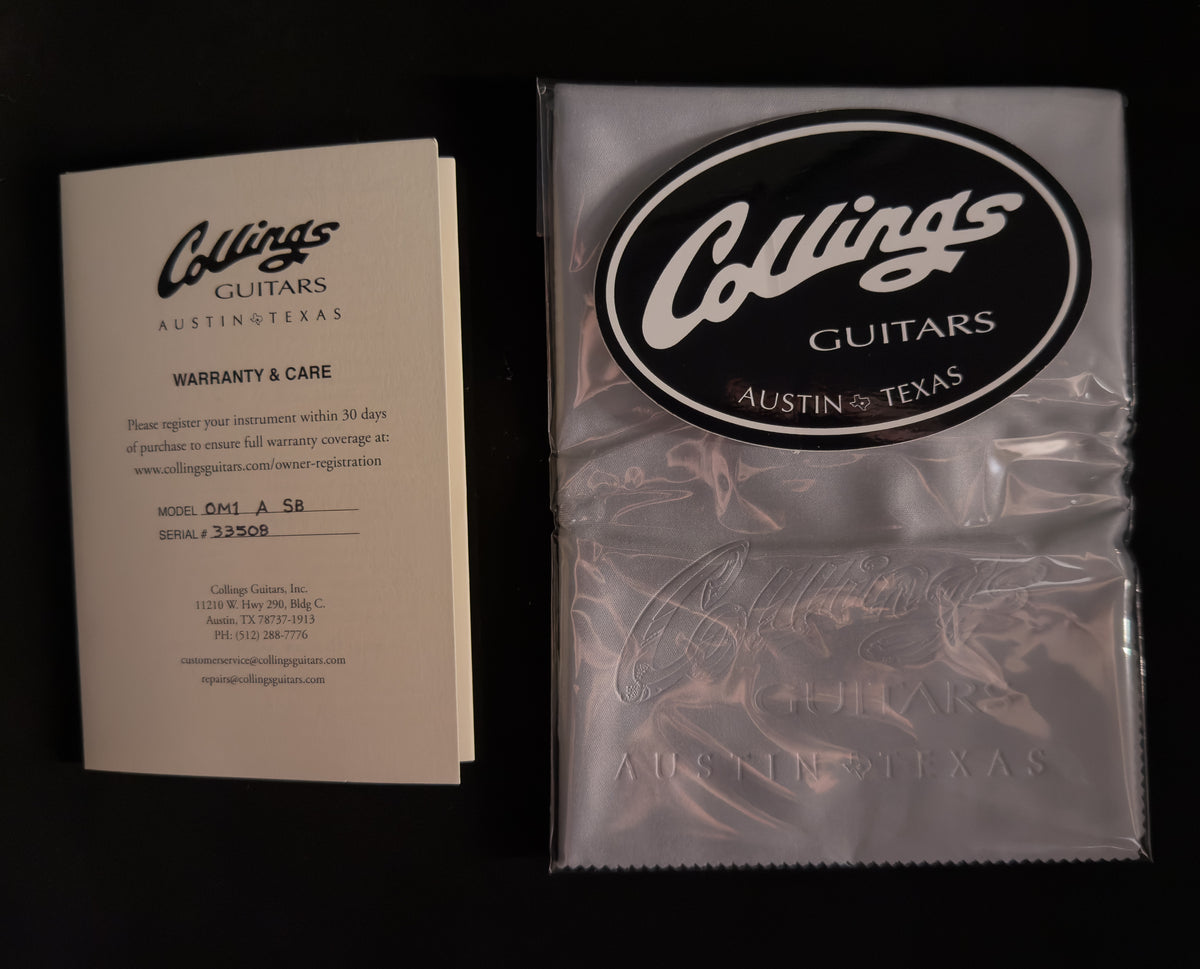 Collings
GUITARS
AUSTIN TEXAS
WARRANTY & CARE
Please register your instrument within 30 days
of purchase to ensure full warranty coverage at:
www.collingsguitars.com/owner-registration
MODEL OM1 A SB
SERIAL # 33508
Collings Guitars, Inc.
11210 W. Hwy 290, Bldg C.
Austin, TX 78737-1913
PH: (512) 288-7776
customerservice@collingsguitars.com
repairs@collingsguitars.com
Collings
GUITARS
AUSTIN TEXAS
Collings
GUITARS
AUSTIN TEXAS